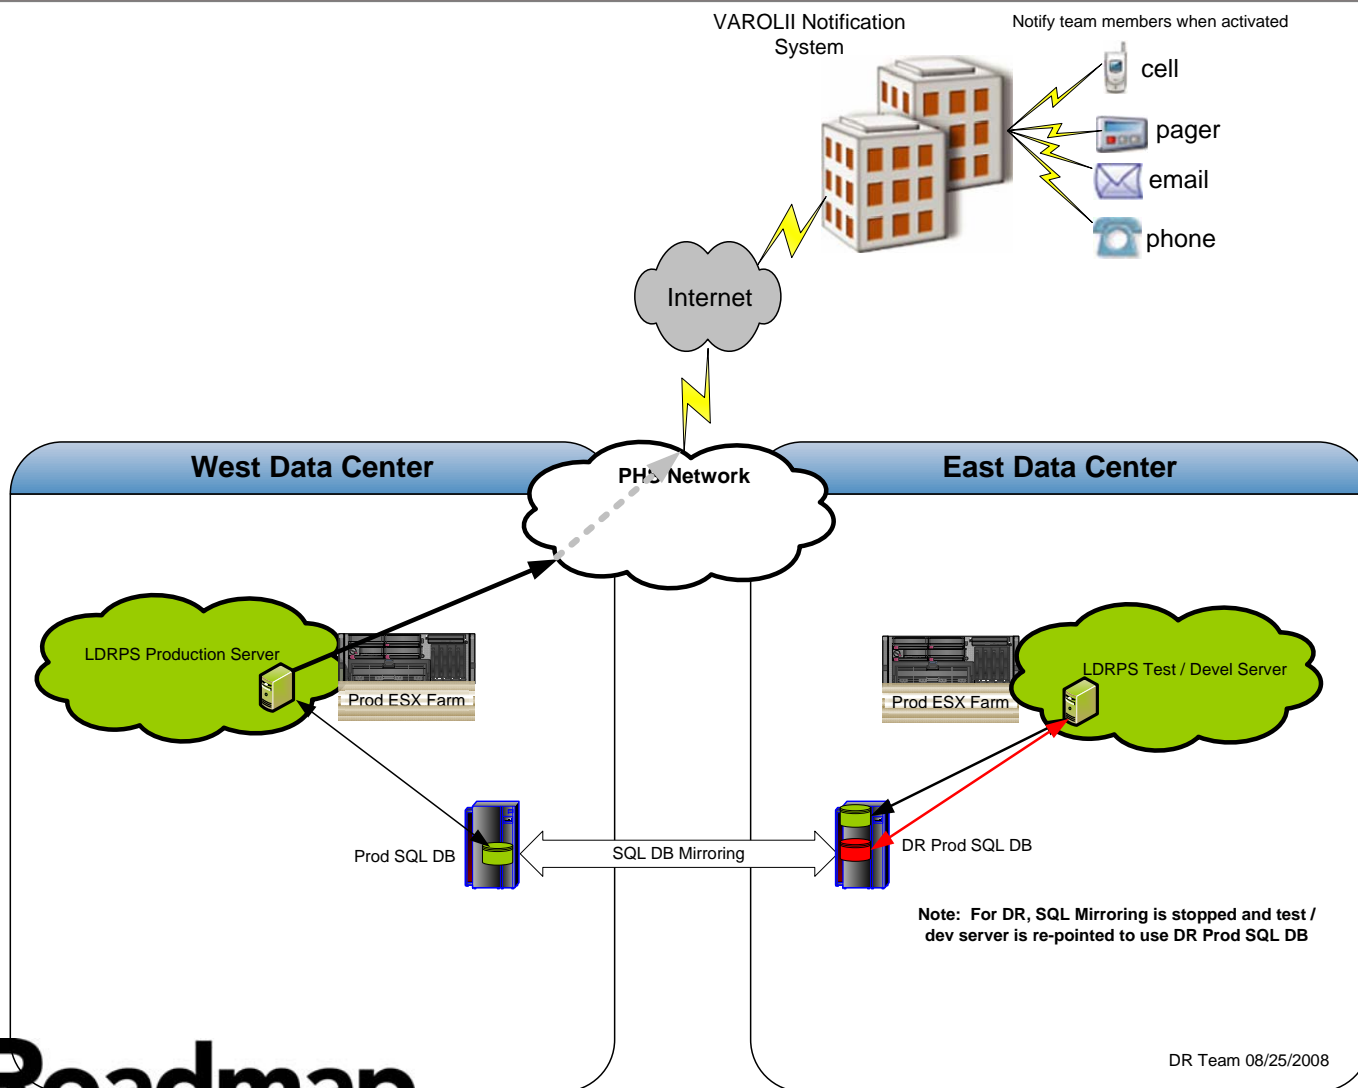 VAROLII Notification
System
Notify team members when activated
cell
pager
email
phone
Internet
West Data Center
PHS Network
East Data Center
LDRPS Production Server
Prod ESX Farm
Prod ESX Farm
LDRPS Test / Devel Server
Prod SQL DB
SQL DB Mirroring
DR Prod SQL DB
Note: For DR, SQL Mirroring is stopped and test /
dev server is re-pointed to use DR Prod SQL DB
DR Team 08/25/2008
Roadmap